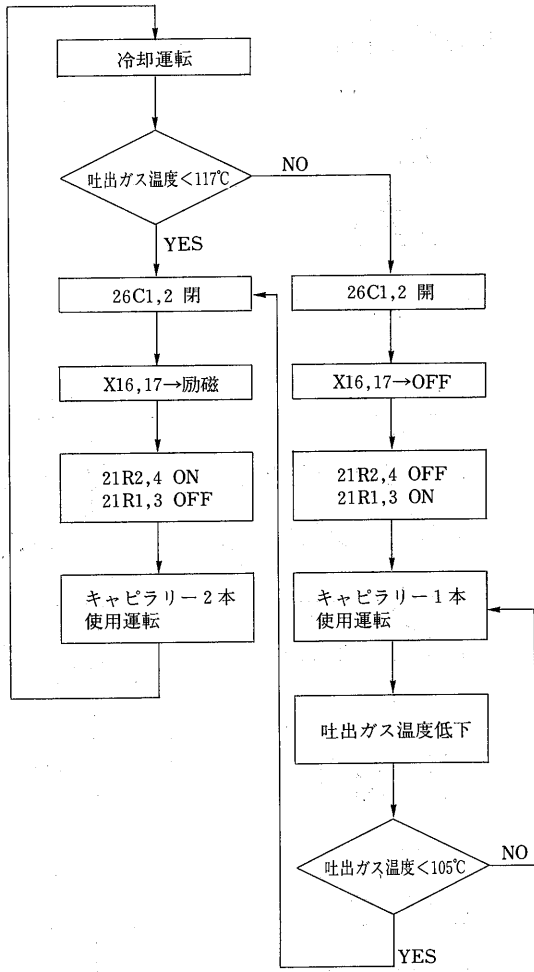 冷却運転
吐出ガス温度<117℃
NO
YES
26C1,2 閉
26C1,2 開
X16,17→励磁
X16,17→OFF
21R2,4 ON
21R1,3 OFF
21R2,4 OFF
21R1,3 ON
キャピラリー2本
使用運転
キャピラリー1本
使用運転
吐出ガス温度低下
吐出ガス温度<105℃
NO
YES